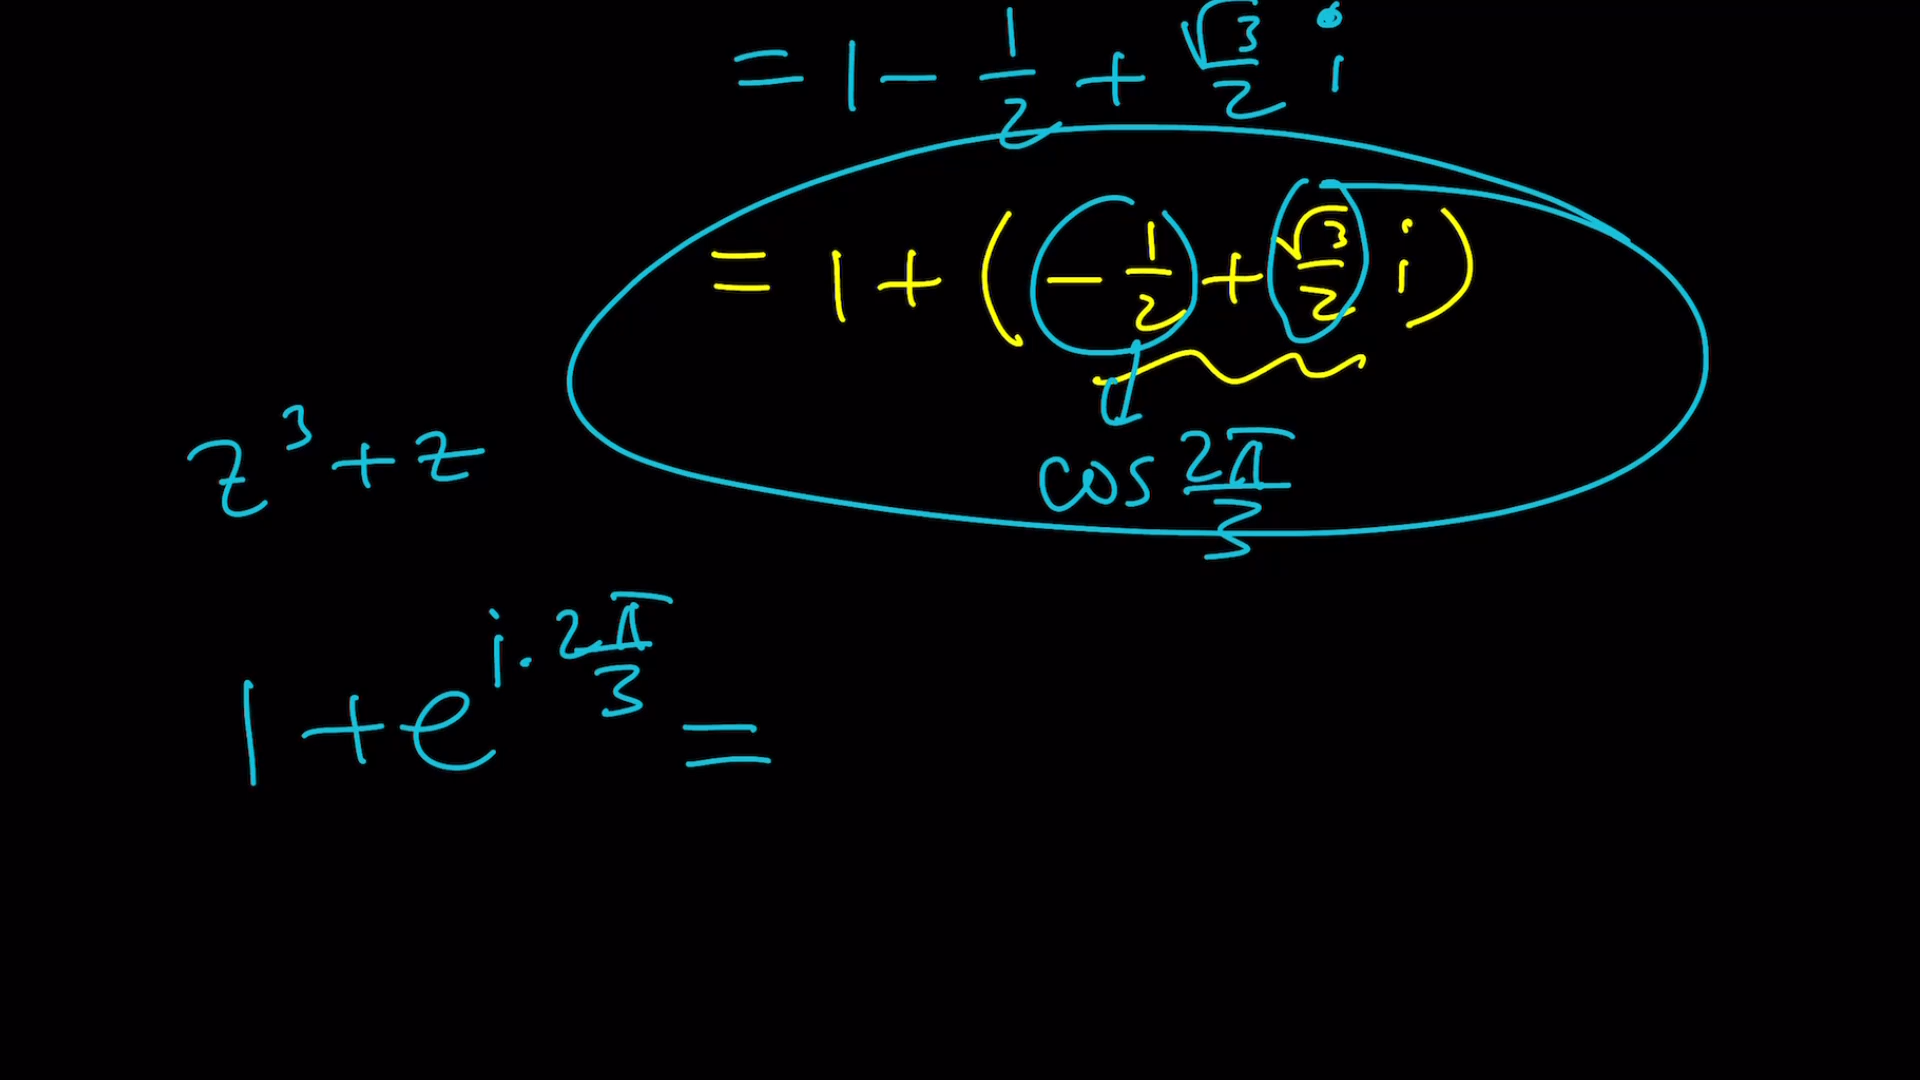 = 1 - 1/2 + √3/2 i
= 1 + ( - 1/2 + √3/2 i )
cos 2π/3
z³ + z
1 + e^(i · 2π/3) =